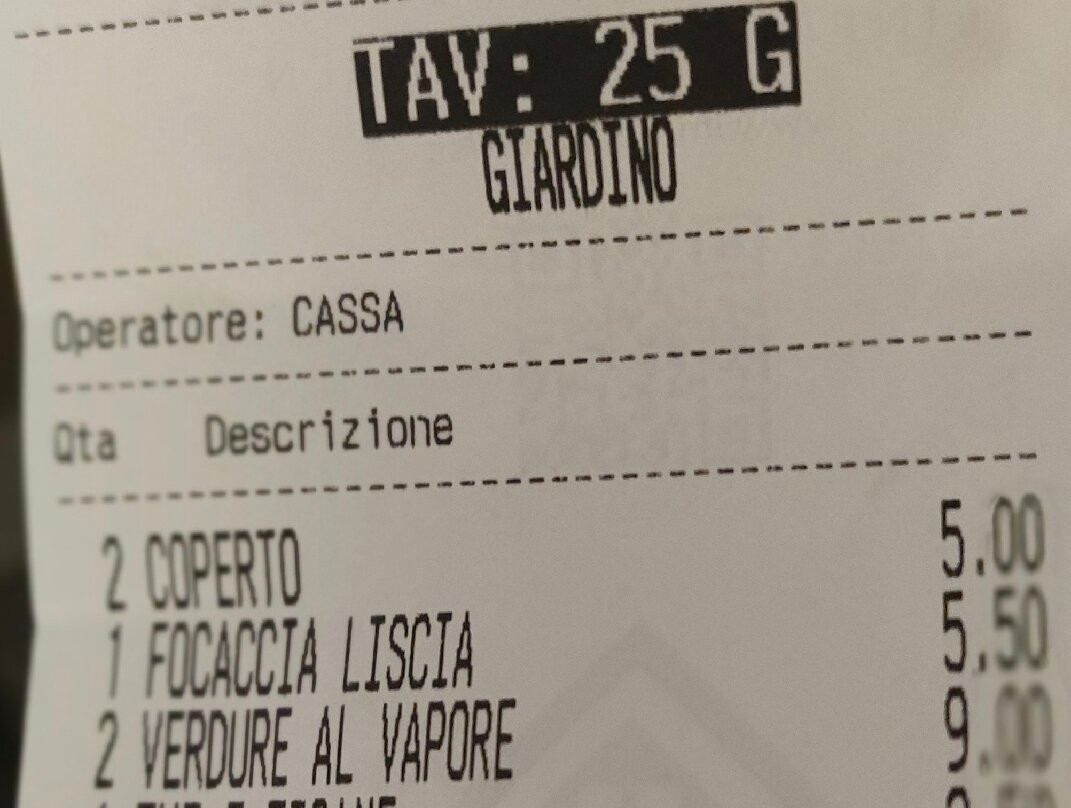 TAV: 25 G
GIARDINO
Operatore: CASSA
Qta Descrizione
2 COPERTO 5.00
1 FOCACCIA LISCIA 5.50
2 VERDURE AL VAPORE 9.00